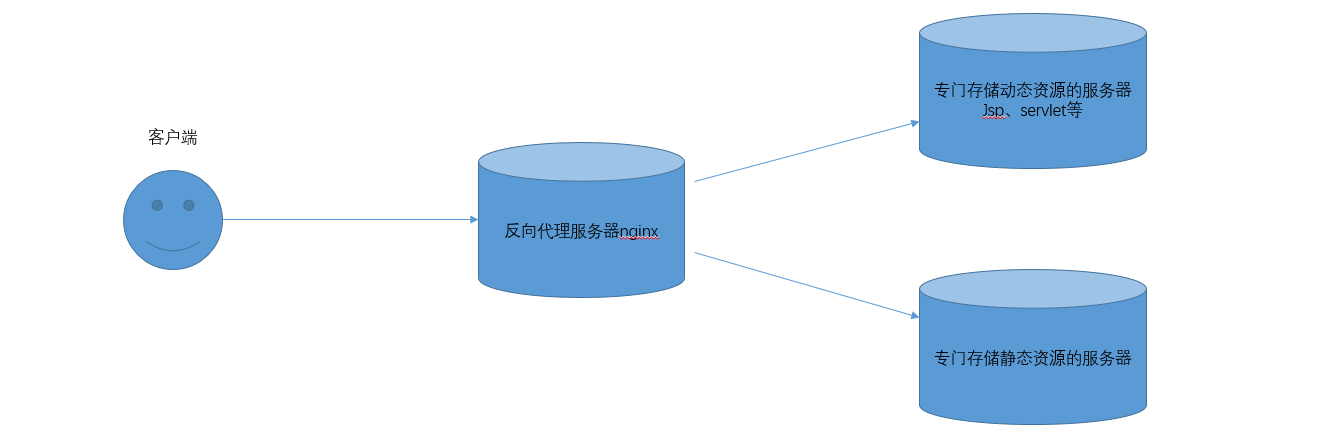 客户端
反向代理服务器nginx
专门存储动态资源的服务器
Jsp、servlet等
专门存储静态资源的服务器